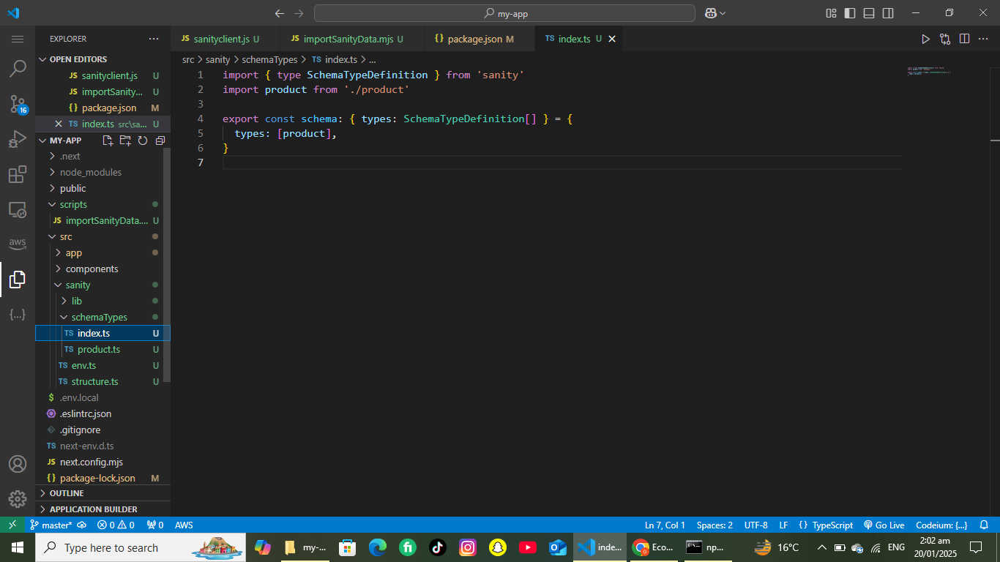 my-app
EXPLORER
OPEN EDITORS
JS sanityclient.js U
JS importSanity... U
{} package.json M
TS index.ts src\sa... U
MY-APP
.next
node_modules
public
scripts
JS importSanityData.... U
src
app
components
sanity
lib
schemaTypes
TS index.ts U
TS product.ts U
TS env.ts U
TS structure.ts U
$ .env.local
.eslintrc.json
.gitignore
TS next-env.d.ts
JS next.config.mjs
{} package-lock.json M
OUTLINE
APPLICATION BUILDER
16
aws
{...}
JS sanityclient.js U
JS importSanityData.mjs U
{} package.json M
TS index.ts U
src > sanity > schemaTypes > TS index.ts > ...
1 import { type SchemaTypeDefinition } from 'sanity'
2 import product from './product'
3
4 export const schema: { types: SchemaTypeDefinition[] } = {
5 types: [product],
6 }
7
master* 0 0 0 AWS
Ln 7, Col 1 Spaces: 2 UTF-8 LF {} TypeScript Go Live Codeium: {...}
Type here to search
my-...
inde...
Eco...
np...
16°C
ENG
2:02 am
20/01/2025